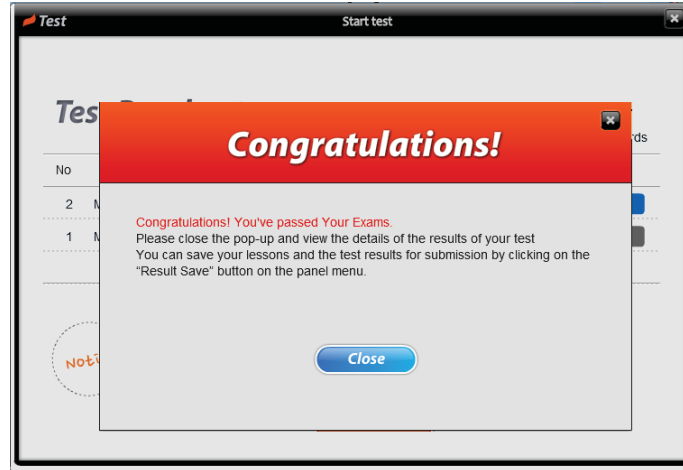 Test
Start test
Tes
Congratulations!
rds
No
2
1
Congratulations! You've passed Your Exams.
Please close the pop-up and view the details of the results of your test
You can save your lessons and the test results for submission by clicking on the
“Result Save” button on the panel menu.
Noti
Close